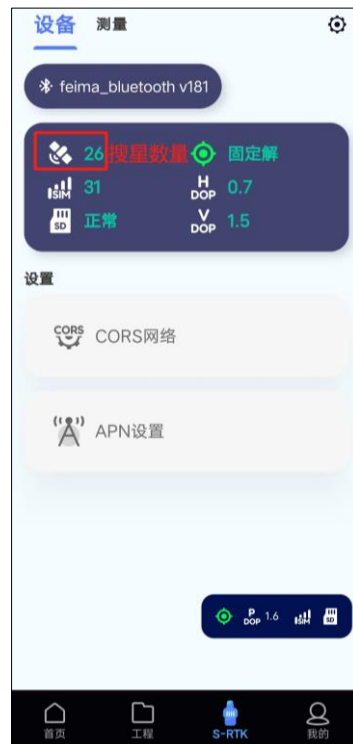 设备 测量
feima_bluetooth v181
26 搜星数量 固定解
SIM 31 H DOP 0.7
SD 正常 V DOP 1.5
设置
CORS CORS网络
APN设置
P DOP 1.6 SIM SD
首页 工程 S-RTK 我的